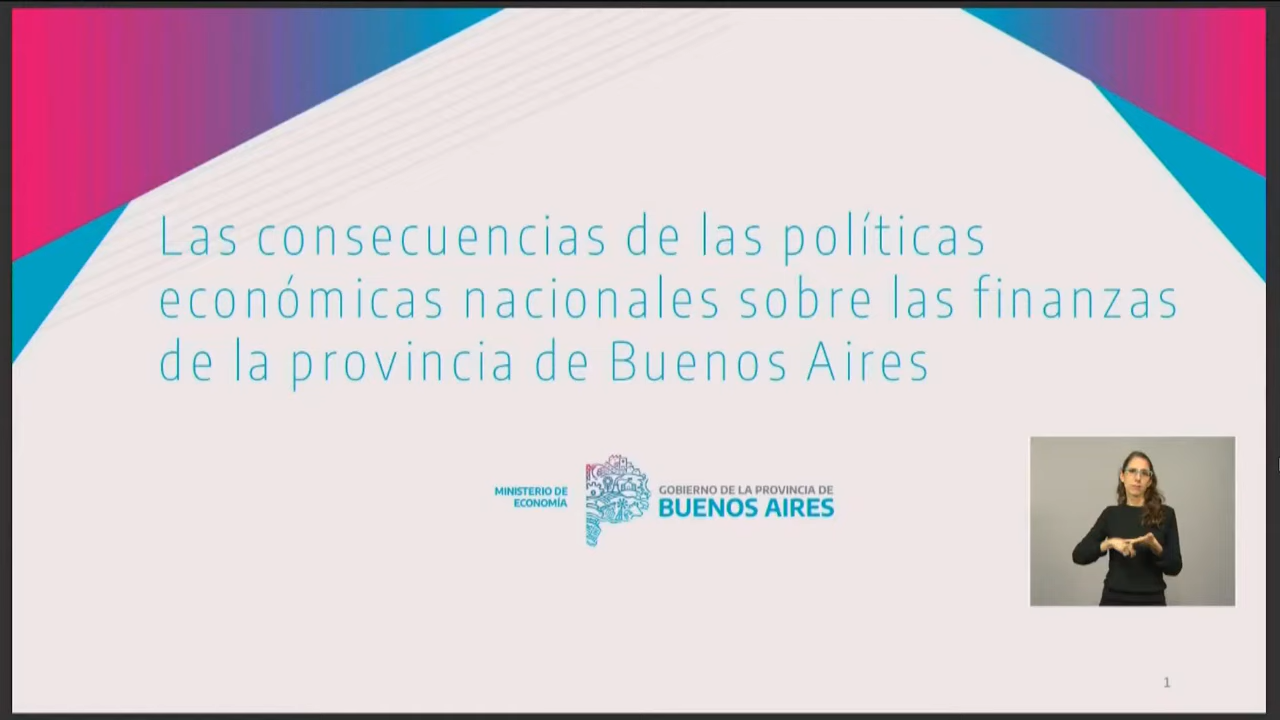 Las consecuencias de las políticas
económicas nacionales sobre las finanzas
de la provincia de Buenos Aires
MINISTERIO DE
ECONOMÍA
GOBIERNO DE LA PROVINCIA DE
BUENOS AIRES
1